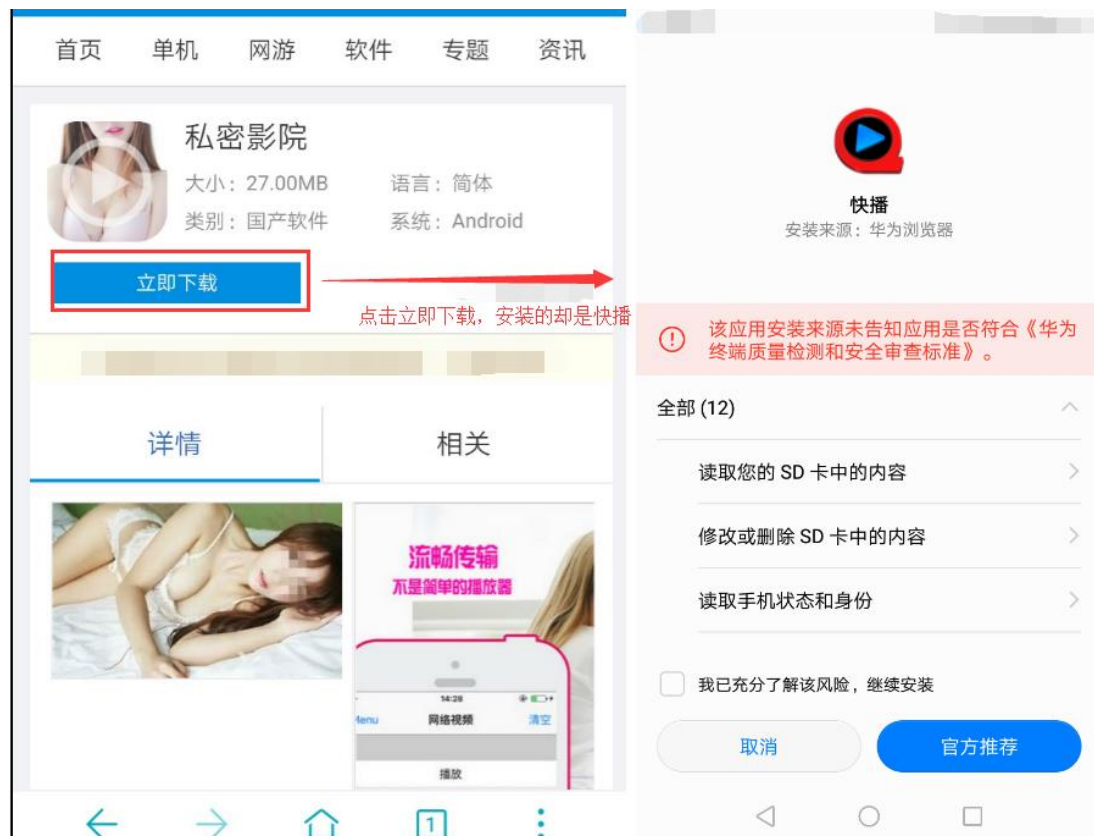 首页 单机 网游 软件 专题 资讯
私密影院
大小：27.00MB 语言：简体
类别：国产软件 系统：Android
立即下载
点击立即下载，安装的却是快播
详情 相关
流畅传输
不是简单的播放器
14:28
Menu 网络视频 清空
播放
1
快播
安装来源：华为浏览器
该应用安装来源未告知应用是否符合《华为
终端质量检测和安全审查标准》。
全部 (12)
读取您的 SD 卡中的内容
修改或删除 SD 卡中的内容
读取手机状态和身份
我已充分了解该风险，继续安装
取消 官方推荐